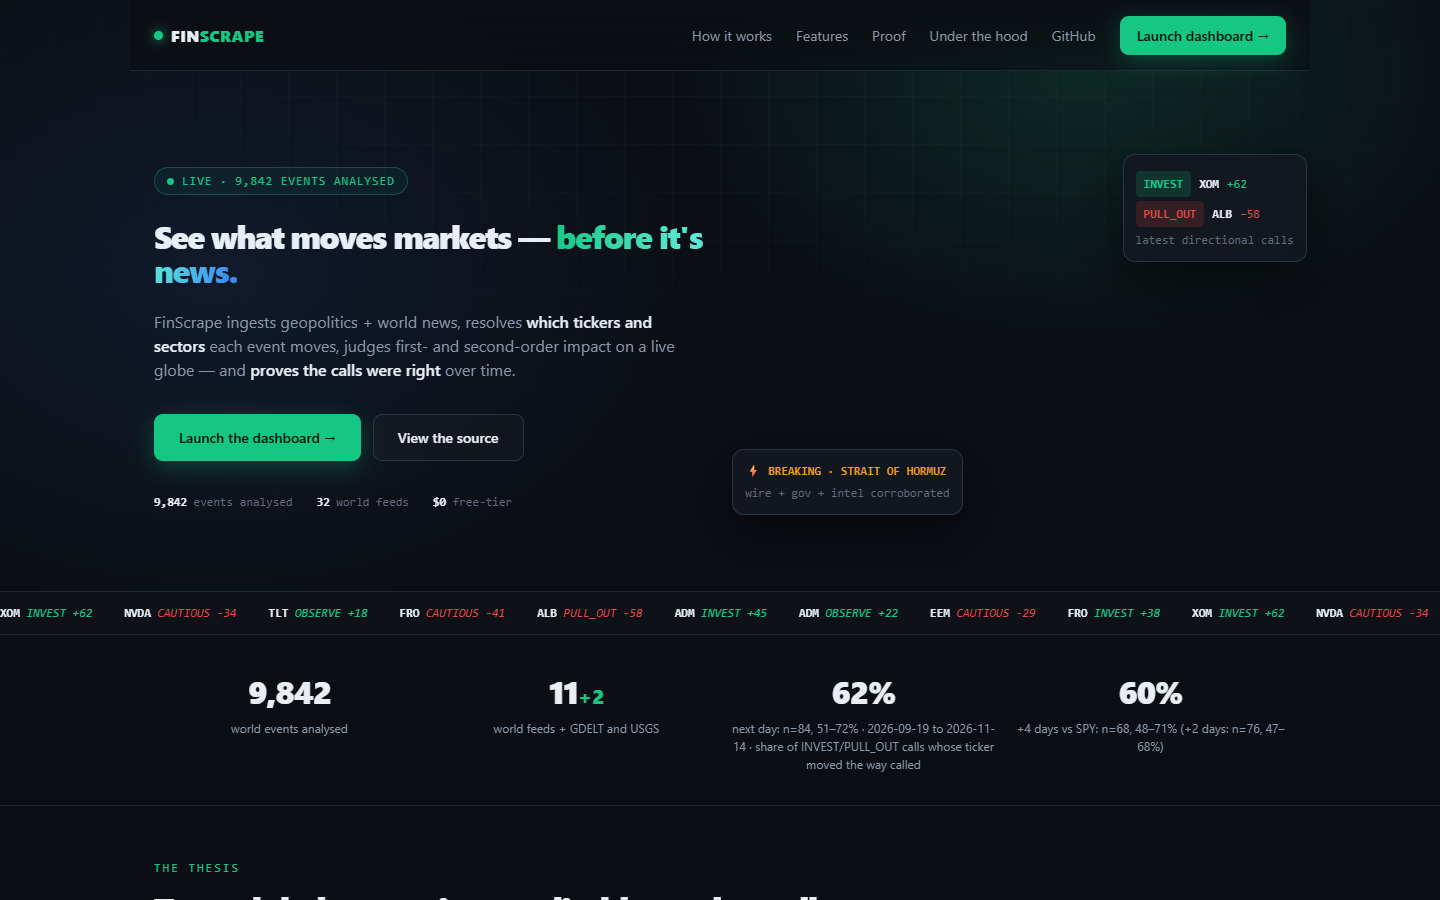 FINSCRAPE
How it works
Features
Proof
Under the hood
GitHub
Launch dashboard →
LIVE · 9,842 EVENTS ANALYSED
See what moves markets — before it's
news.
FinScrape ingests geopolitics + world news, resolves which tickers and
sectors each event moves, judges first- and second-order impact on a live
globe — and proves the calls were right over time.
Launch the dashboard →
View the source
9,842 events analysed
32 world feeds
$0 free-tier
INVEST XOM +62
PULL_OUT ALB −58
latest directional calls
BREAKING · STRAIT OF HORMUZ
wire + gov + intel corroborated
XOM INVEST +62 NVDA CAUTIOUS -34 TLT OBSERVE +18 FRO CAUTIOUS -41 ALB PULL_OUT -58 ADM INVEST +45 ADM OBSERVE +22 EEM CAUTIOUS -29 FRO INVEST +38 XOM INVEST +62 NVDA CAUTIOUS -34
9,842
world events analysed
11+2
world feeds + GDELT and USGS
62%
next day: n=84, 51–72% · 2026-09-19 to 2026-11-
14 · share of INVEST/PULL_OUT calls whose ticker
moved the way called
60%
+4 days vs SPY: n=68, 48–71% (+2 days: n=76, 47–
68%)
THE THESIS